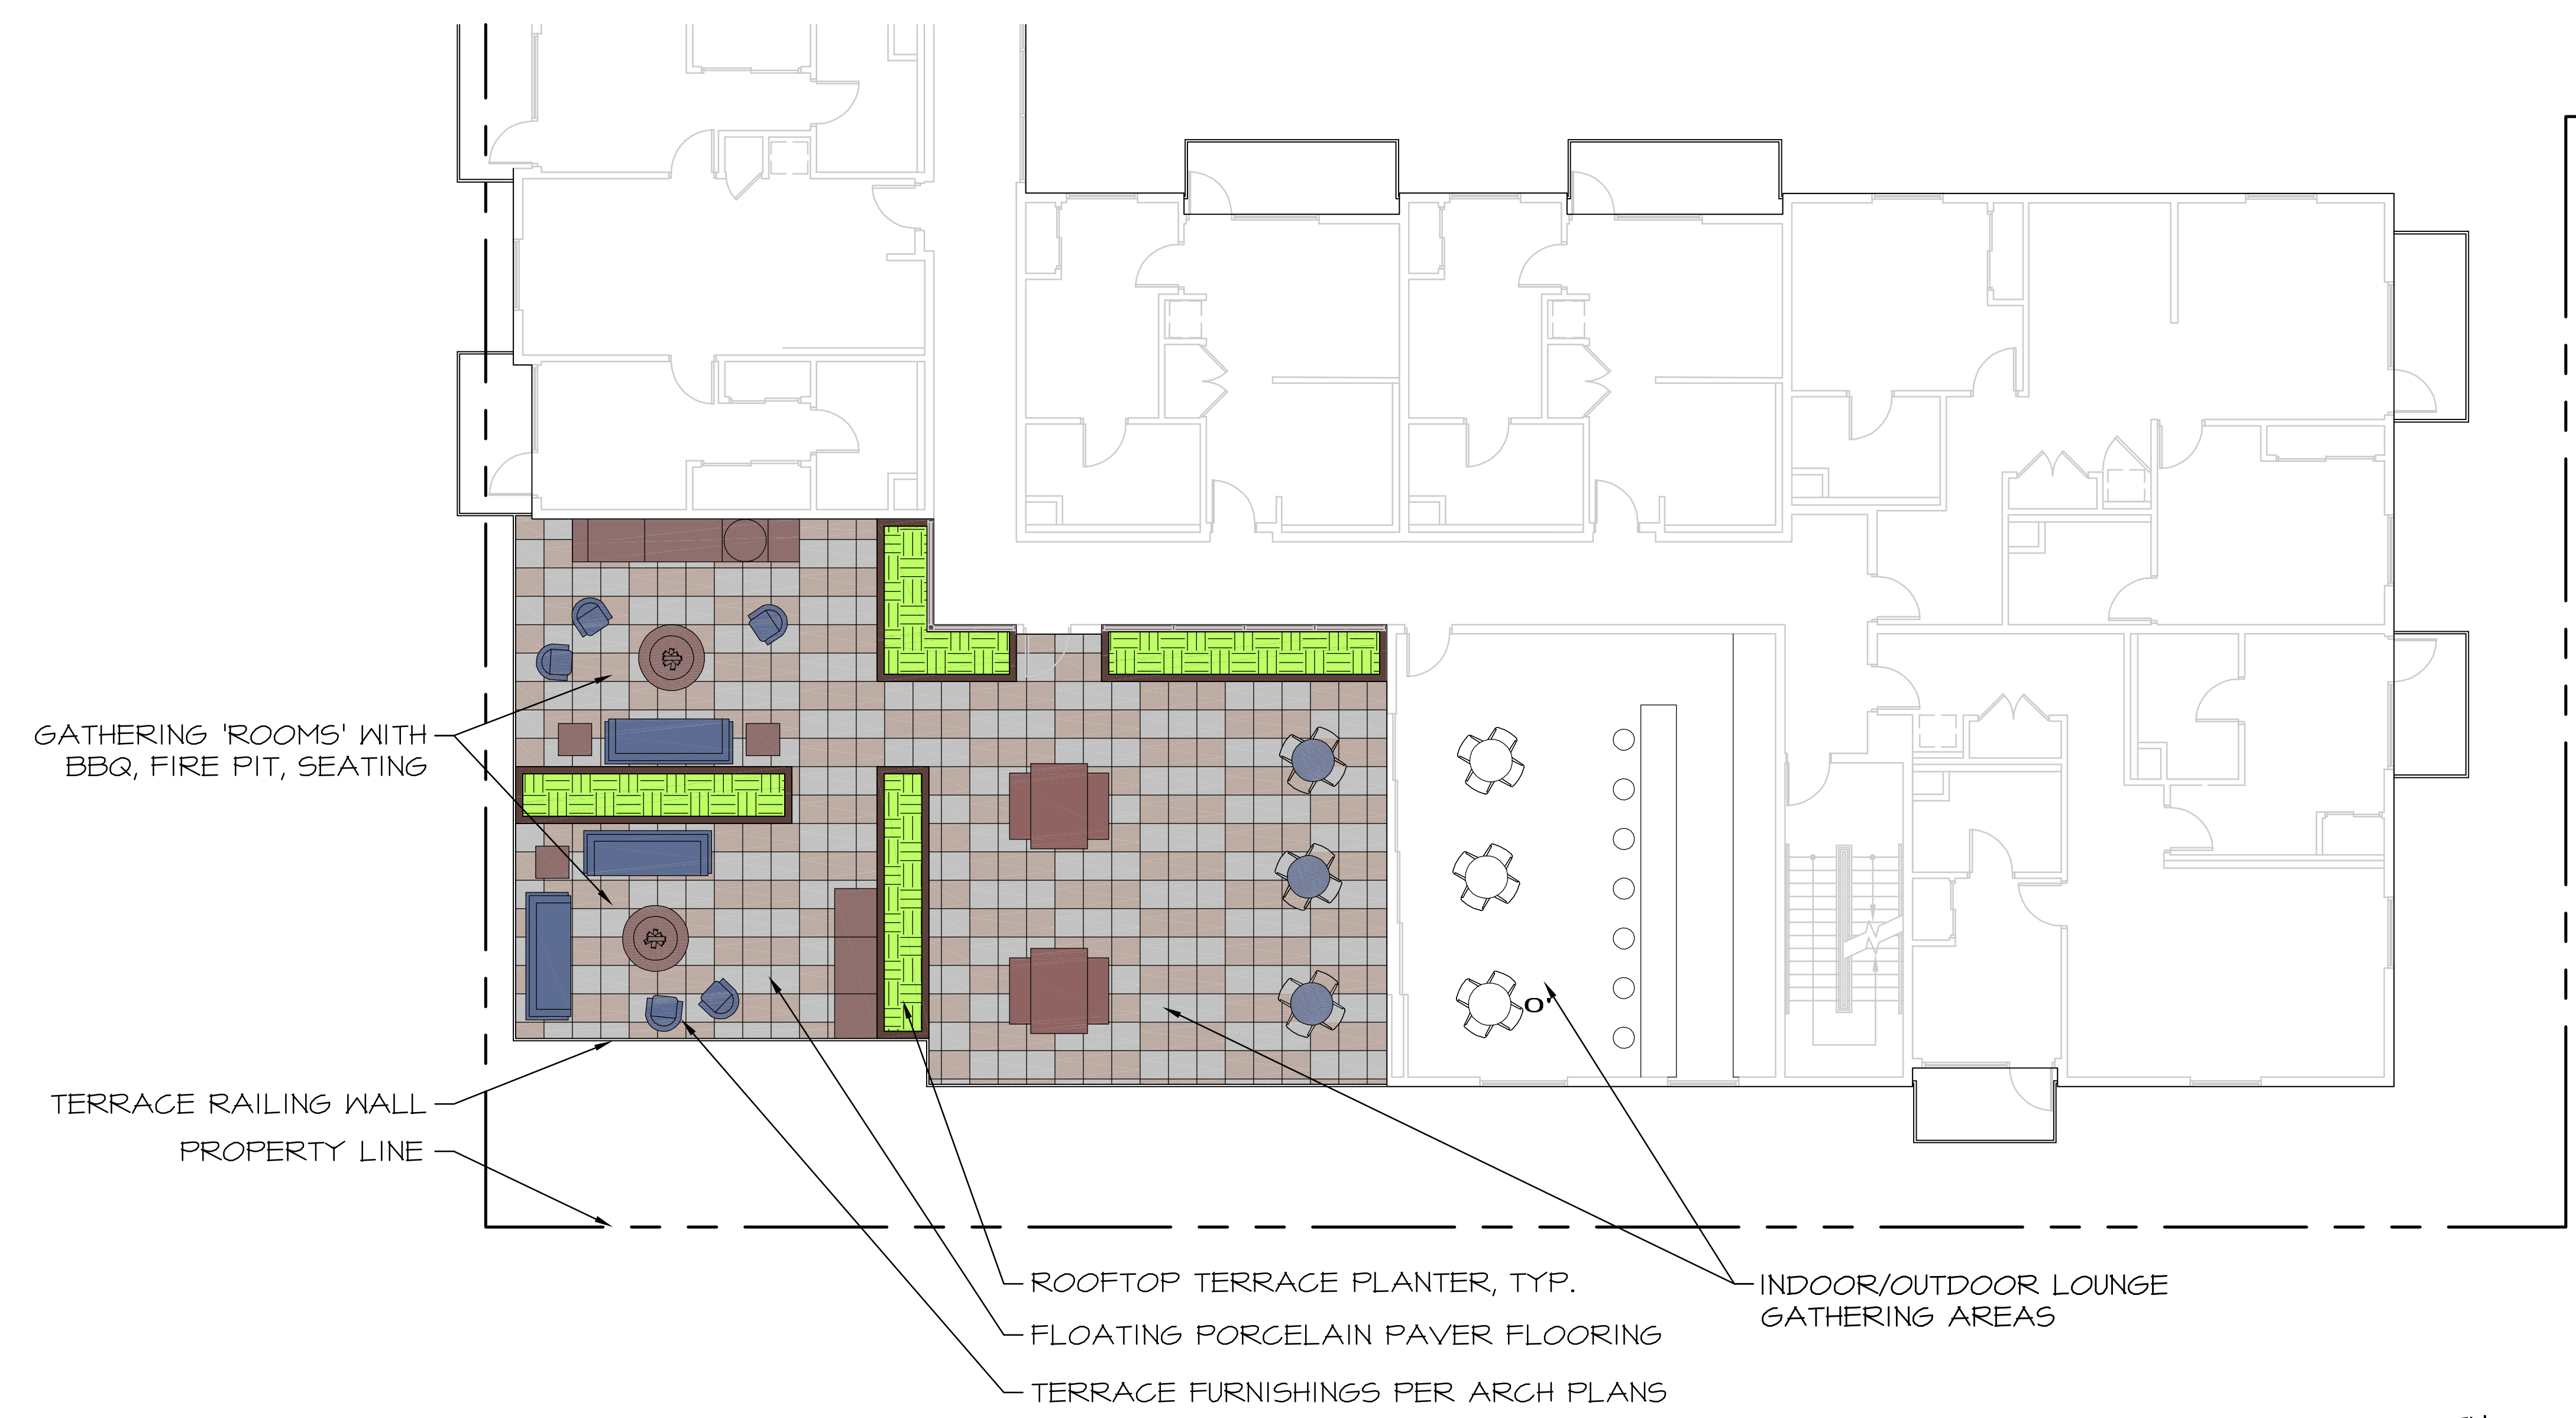 GATHERING 'ROOMS' WITH
BBQ, FIRE PIT, SEATING
TERRACE RAILING WALL
PROPERTY LINE
O'
ROOFTOP TERRACE PLANTER, TYP.
FLOATING PORCELAIN PAVER FLOORING
TERRACE FURNISHINGS PER ARCH PLANS
INDOOR/OUTDOOR LOUNGE
GATHERING AREAS